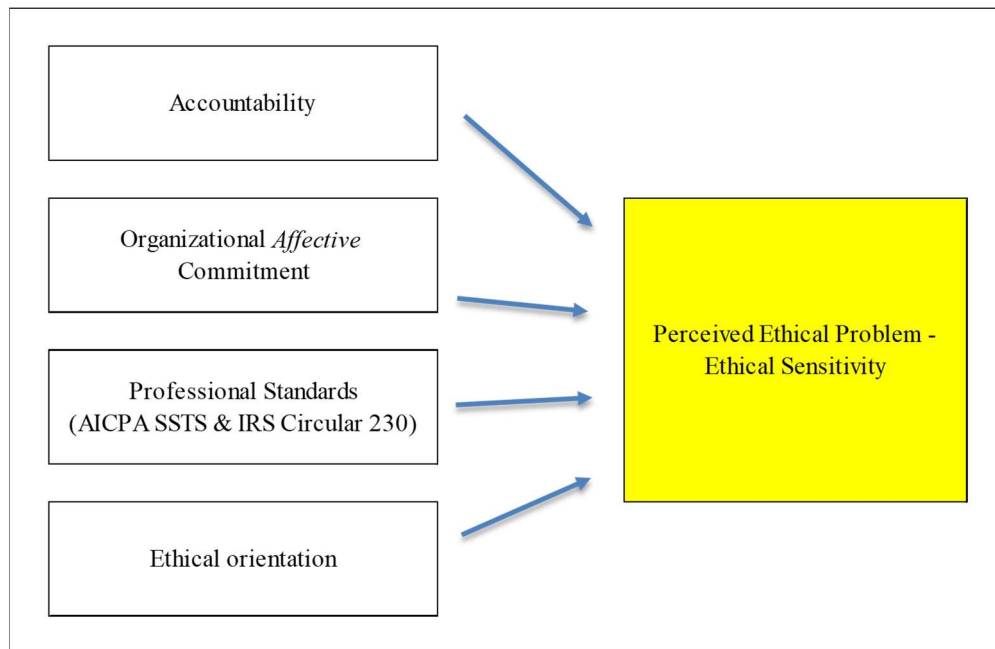 Accountability
Organizational Affective
Commitment
Professional Standards
(AICPA SSTS & IRS Circular 230)
Ethical orientation
Perceived Ethical Problem -
Ethical Sensitivity